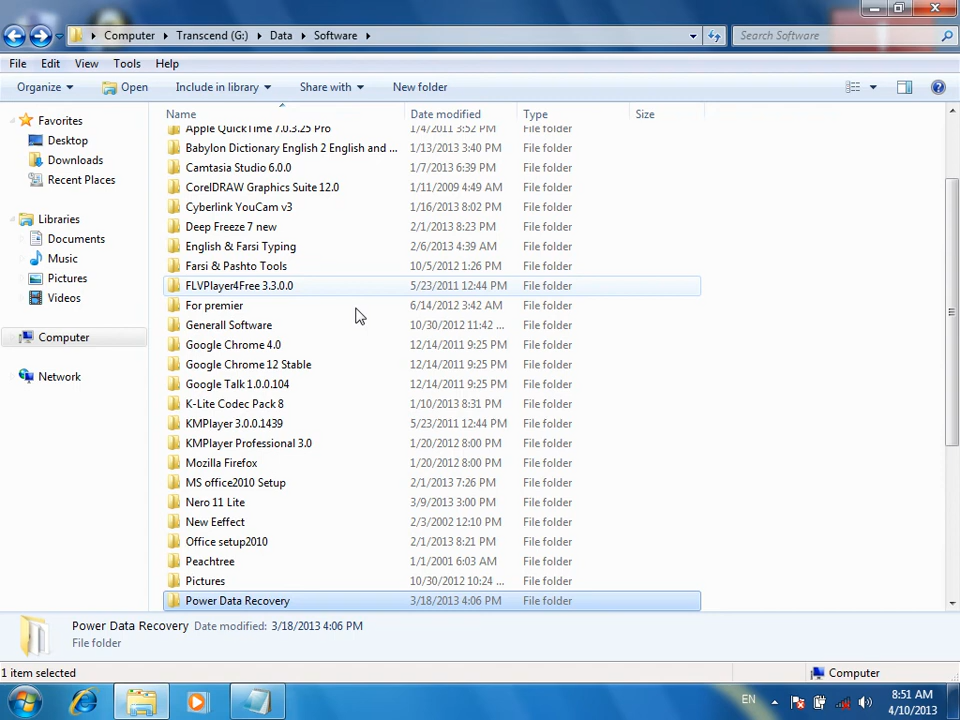 Computer Transcend (G:) Data Software Search Software
File Edit View Tools Help
Organize Open Include in library Share with New folder
Name Date modified Type Size
Favorites
Desktop
Downloads
Recent Places
Libraries
Documents
Music
Pictures
Videos
Computer
Network
Apple QuickTime 7.0.3.25 Pro 1/4/2011 3:52 PM File folder
Babylon Dictionary English 2 English and ... 1/13/2013 3:40 PM File folder
Camtasia Studio 6.0.0 1/7/2013 6:39 PM File folder
CorelDRAW Graphics Suite 12.0 1/11/2009 4:49 AM File folder
Cyberlink YouCam v3 1/16/2013 8:02 PM File folder
Deep Freeze 7 new 2/1/2013 8:23 PM File folder
English & Farsi Typing 2/6/2013 4:39 AM File folder
Farsi & Pashto Tools 10/5/2012 1:26 PM File folder
FLVPlayer4Free 3.3.0.0 5/23/2011 12:44 PM File folder
For premier 6/14/2012 3:42 AM File folder
Generall Software 10/30/2012 11:42 ... File folder
Google Chrome 4.0 12/14/2011 9:25 PM File folder
Google Chrome 12 Stable 12/14/2011 9:25 PM File folder
Google Talk 1.0.0.104 12/14/2011 9:25 PM File folder
K-Lite Codec Pack 8 1/10/2013 8:31 PM File folder
KMPlayer 3.0.0.1439 5/23/2011 12:44 PM File folder
KMPlayer Professional 3.0 1/20/2012 8:00 PM File folder
Mozilla Firefox 1/20/2012 8:00 PM File folder
MS office2010 Setup 2/1/2013 7:26 PM File folder
Nero 11 Lite 3/9/2013 3:00 PM File folder
New Eeffect 2/3/2002 12:10 PM File folder
Office setup2010 2/1/2013 8:21 PM File folder
Peachtree 1/1/2001 6:03 AM File folder
Pictures 10/30/2012 10:24 ... File folder
Power Data Recovery 3/18/2013 4:06 PM File folder
Power Data Recovery Date modified: 3/18/2013 4:06 PM
File folder
1 item selected Computer
EN 8:51 AM
4/10/2013